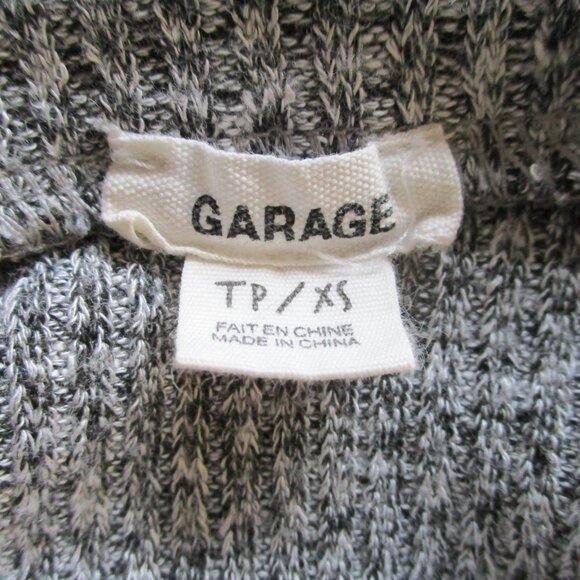 GARAGE
TP/XS
FAIT EN CHINE
MADE IN CHINA